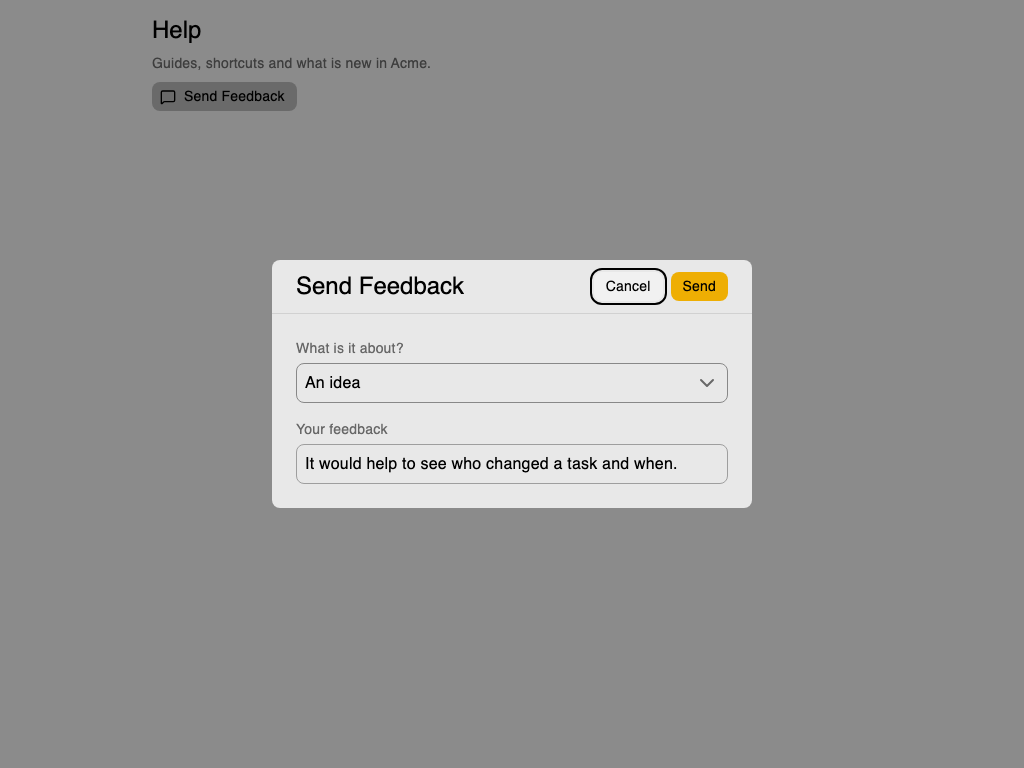 Help
Guides, shortcuts and what is new in Acme.
Send Feedback
Send Feedback
Cancel
Send
What is it about?
An idea
Your feedback
It would help to see who changed a task and when.